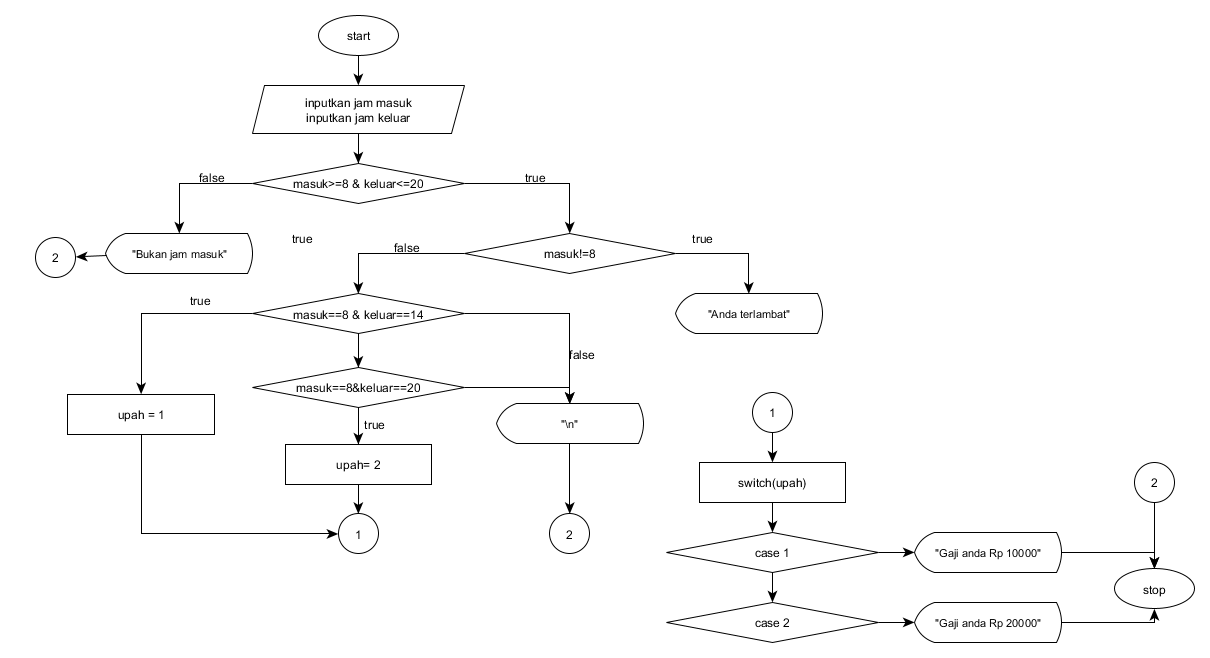 start
inputkan jam masuk
inputkan jam keluar
masuk>=8 & keluar<=20
false
true
"Bukan jam masuk"
2
true
masuk!=8
false
true
"Anda terlambat"
masuk==8 & keluar==14
true
false
masuk==8&keluar==20
true
upah = 1
upah= 2
"\n"
1
2
1
switch(upah)
case 1
"Gaji anda Rp 10000"
case 2
"Gaji anda Rp 20000"
2
stop